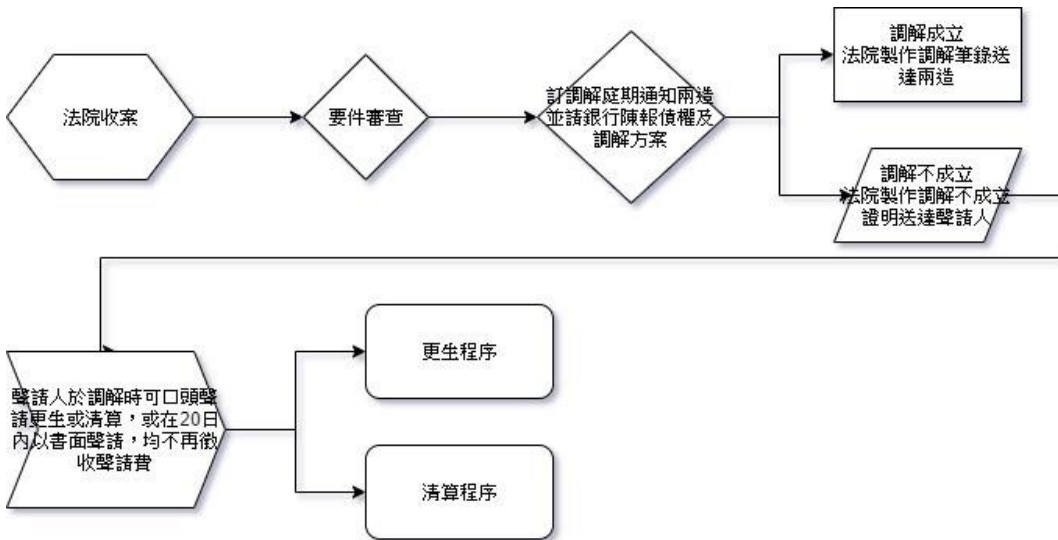 法院收案
要件審查
訂調解庭期通知兩造
並請銀行陳報債權及
調解方案
調解成立
法院製作調解筆錄送
達兩造
調解不成立
法院製作調解不成立
證明送達聲請人
聲請人於調解時可口頭聲
請更生或清算，或在20日
內以書面聲請，均不再徵
收聲請費
更生程序
清算程序